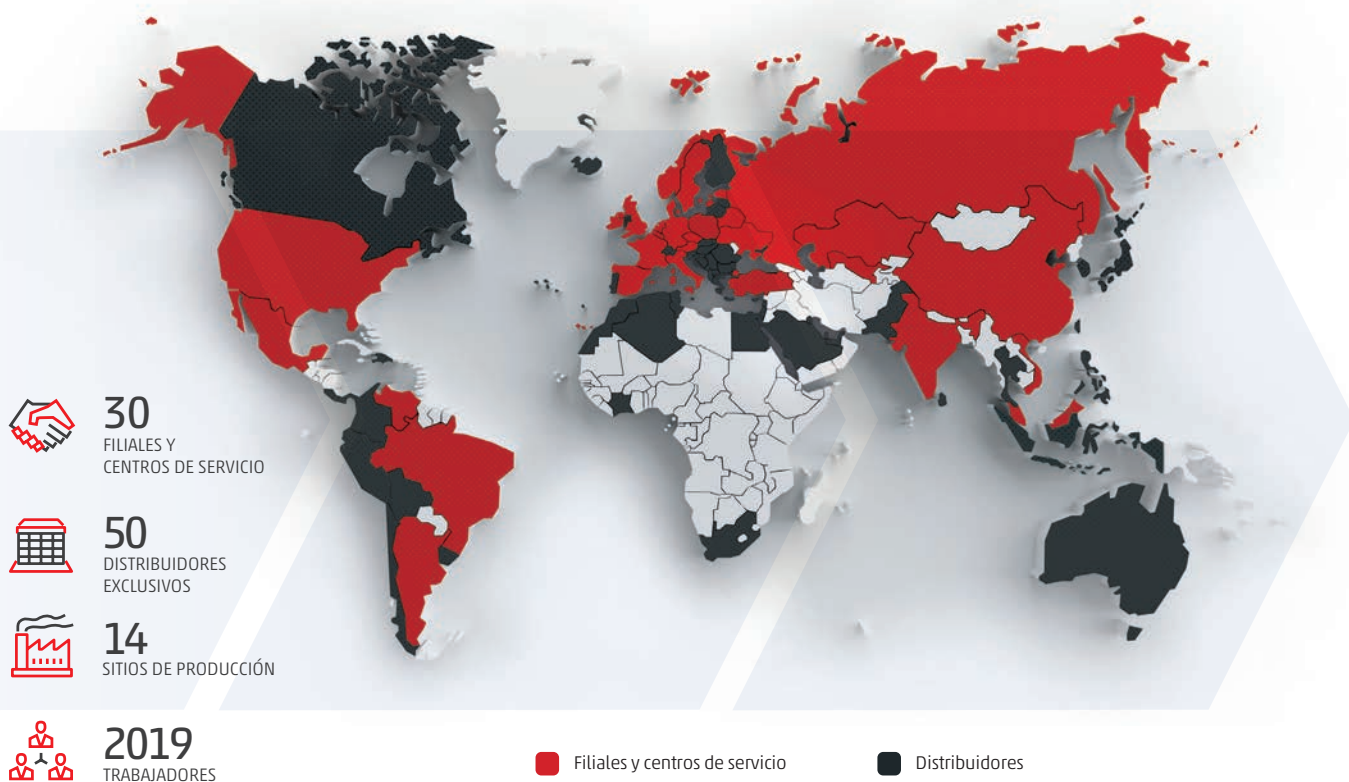 30
FILIALES Y
CENTROS DE SERVICIO
50
DISTRIBUIDORES
EXCLUSIVOS
14
SITIOS DE PRODUCCIÓN
2019
TRABAJADORES
Filiales y centros de servicio
Distribuidores